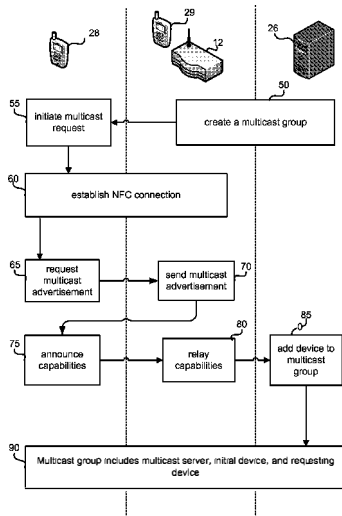 28
29
12
26
50
55
initiate multicast
request
create a multicast group
60
establish NFC connection
65
request
multicast
advertisement
70
send multicast
advertisement
75
announce
capabilities
80
relay
capabilities
85
add device to
multicast
group
90
Multicast group includes multicast server, initial device, and requesting
device